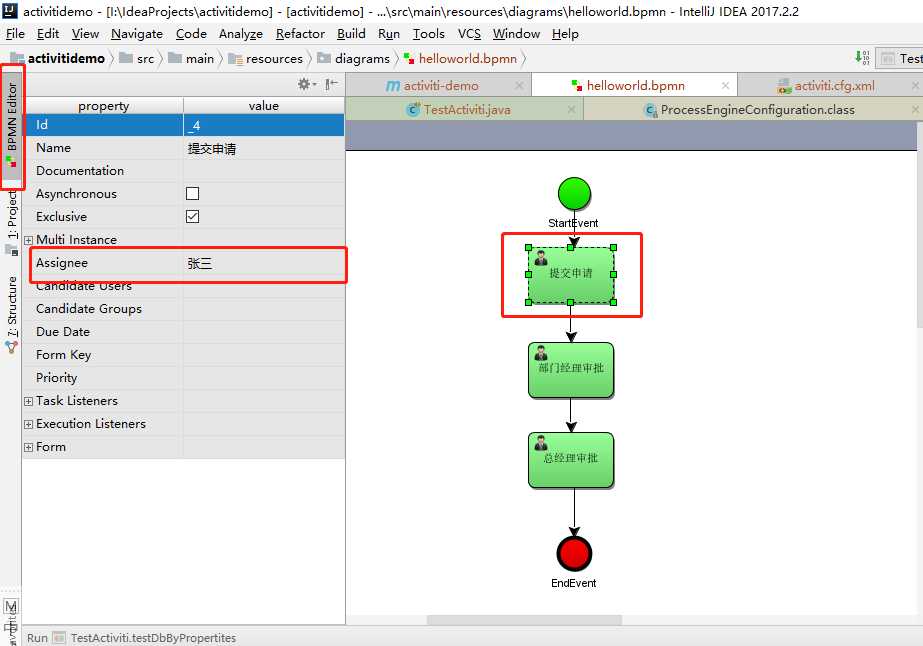 activitidemo - [I:\IdeaProjects\activitidemo] - [activitidemo] - ...\src\main\resources\diagrams\helloworld.bpmn - IntelliJ IDEA 2017.2.2
File Edit View Navigate Code Analyze Refactor Build Run Tools VCS Window Help
activitidemo src main resources diagrams helloworld.bpmn Test
BPMN Editor
1: Project
7: Structure
property value
Id _4
Name 提交申请
Documentation
Asynchronous
Exclusive
Multi Instance
Assignee 张三
Candidate Users
Candidate Groups
Due Date
Form Key
Priority
Task Listeners
Execution Listeners
Form
activiti-demo helloworld.bpmn activiti.cfg.xml
TestActiviti.java ProcessEngineConfiguration.class
StartEvent
提交申请
部门经理审批
总经理审批
EndEvent
Run TestActiviti.testDbByPropertites